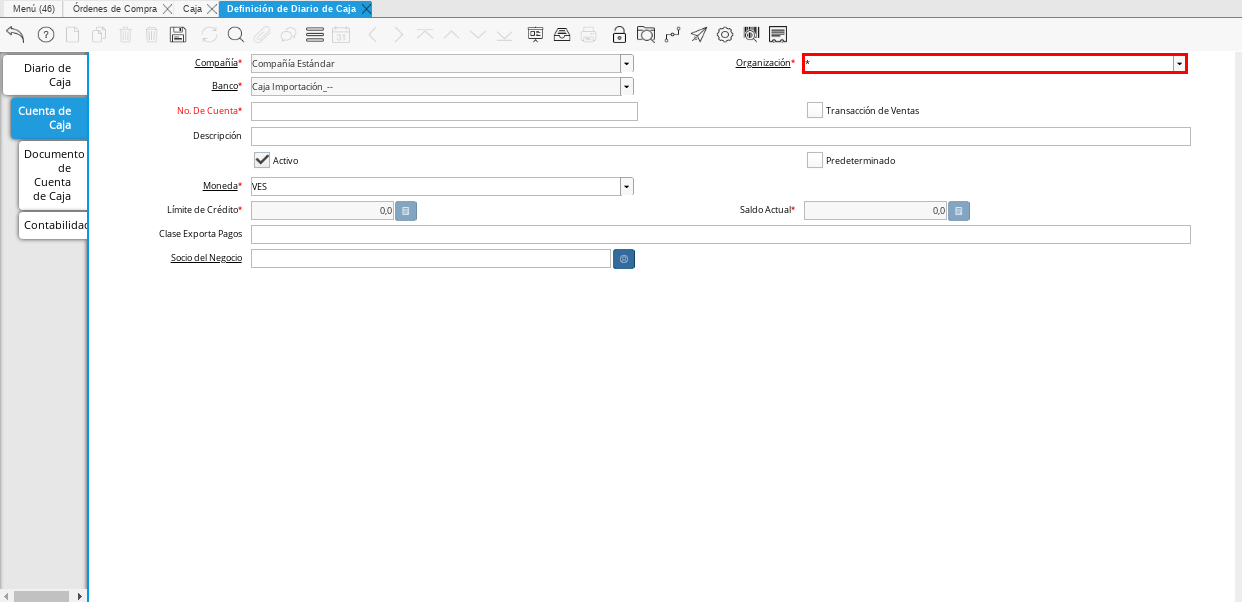 Menú (46) Órdenes de Compra Caja Definición de Diario de Caja
31
Diario de
Caja
Cuenta de
Caja
Documento
de
Cuenta
de Caja
Contabilidad
Compañía* Compañía Estándar Organización* *
Banco* Caja Importación_--
No. De Cuenta* Transacción de Ventas
Descripción
Activo Predeterminado
Moneda* VES
Límite de Crédito* 0,0 Saldo Actual* 0,0
Clase Exporta Pagos
Socio del Negocio